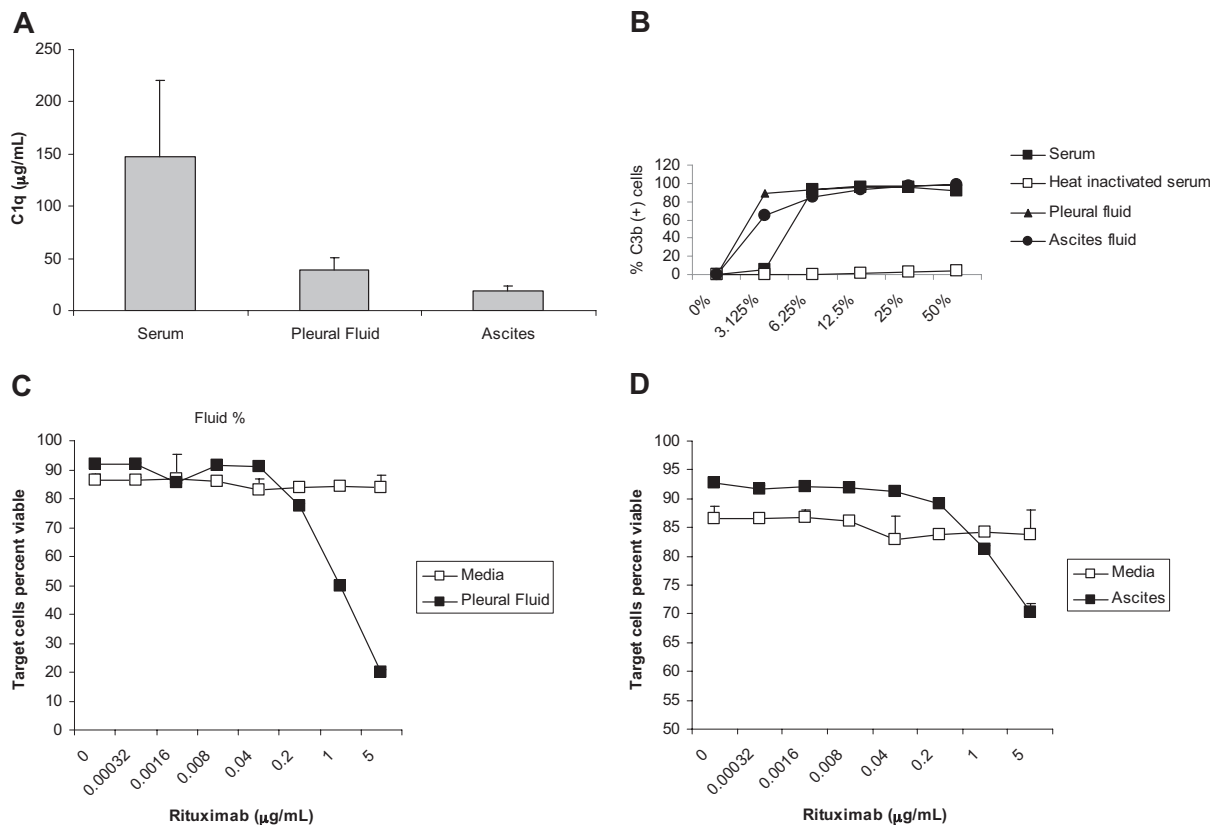 A
250
200
150
100
50
0
C1q (µg/mL)
Serum
Pleural Fluid
Ascites
B
120
100
80
60
40
20
0
% C3b (+) cells
0%
3.125%
6.25%
12.5%
25%
50%
Serum
Heat inactivated serum
Pleural fluid
Ascites fluid
C
Fluid %
100
90
80
70
60
50
40
30
20
10
0
Target cells percent viable
0
0.00032
0.0016
0.008
0.04
0.2
1
5
Rituximab (µg/mL)
Media
Pleural Fluid
D
100
95
90
85
80
75
70
65
60
55
50
Target cells percent viable
0
0.00032
0.0016
0.008
0.04
0.2
1
5
Rituximab (µg/mL)
Media
Ascites